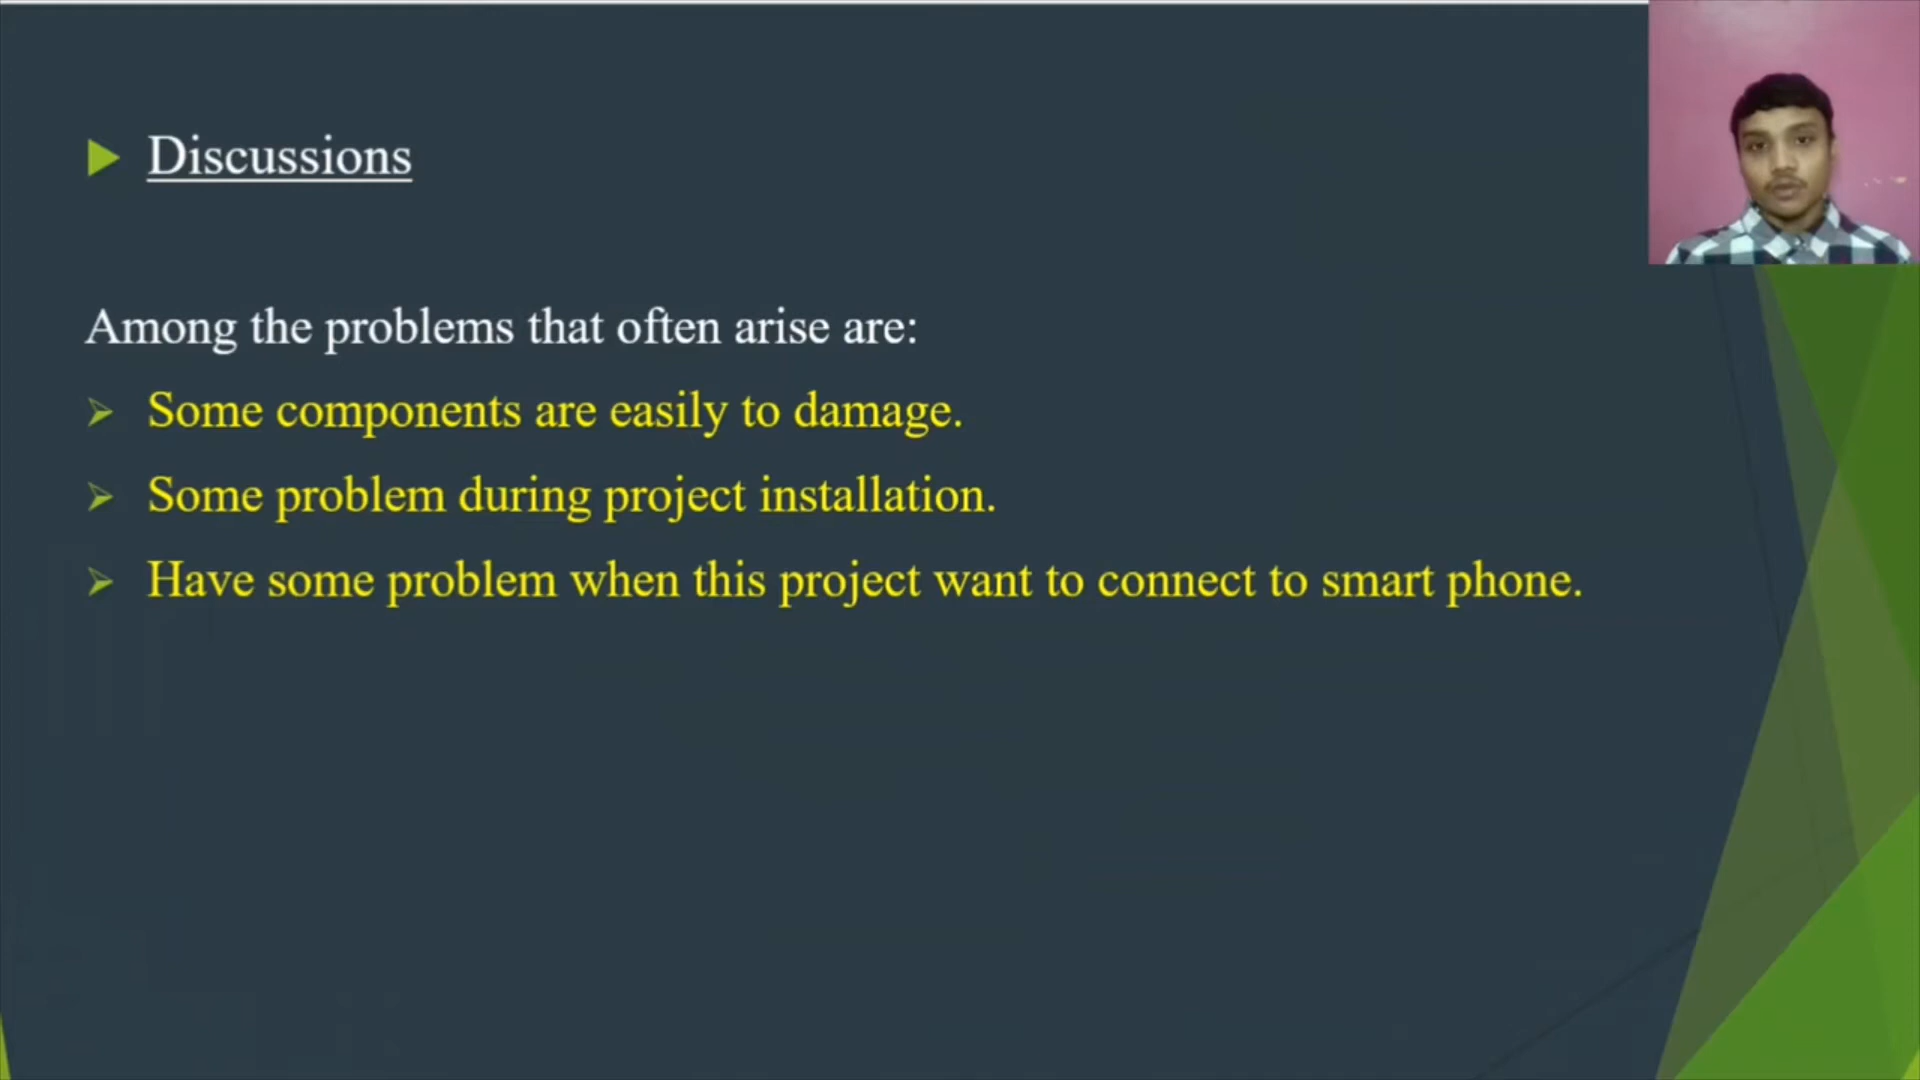 Discussions
Among the problems that often arise are:
Some components are easily to damage.
Some problem during project installation.
Have some problem when this project want to connect to smart phone.